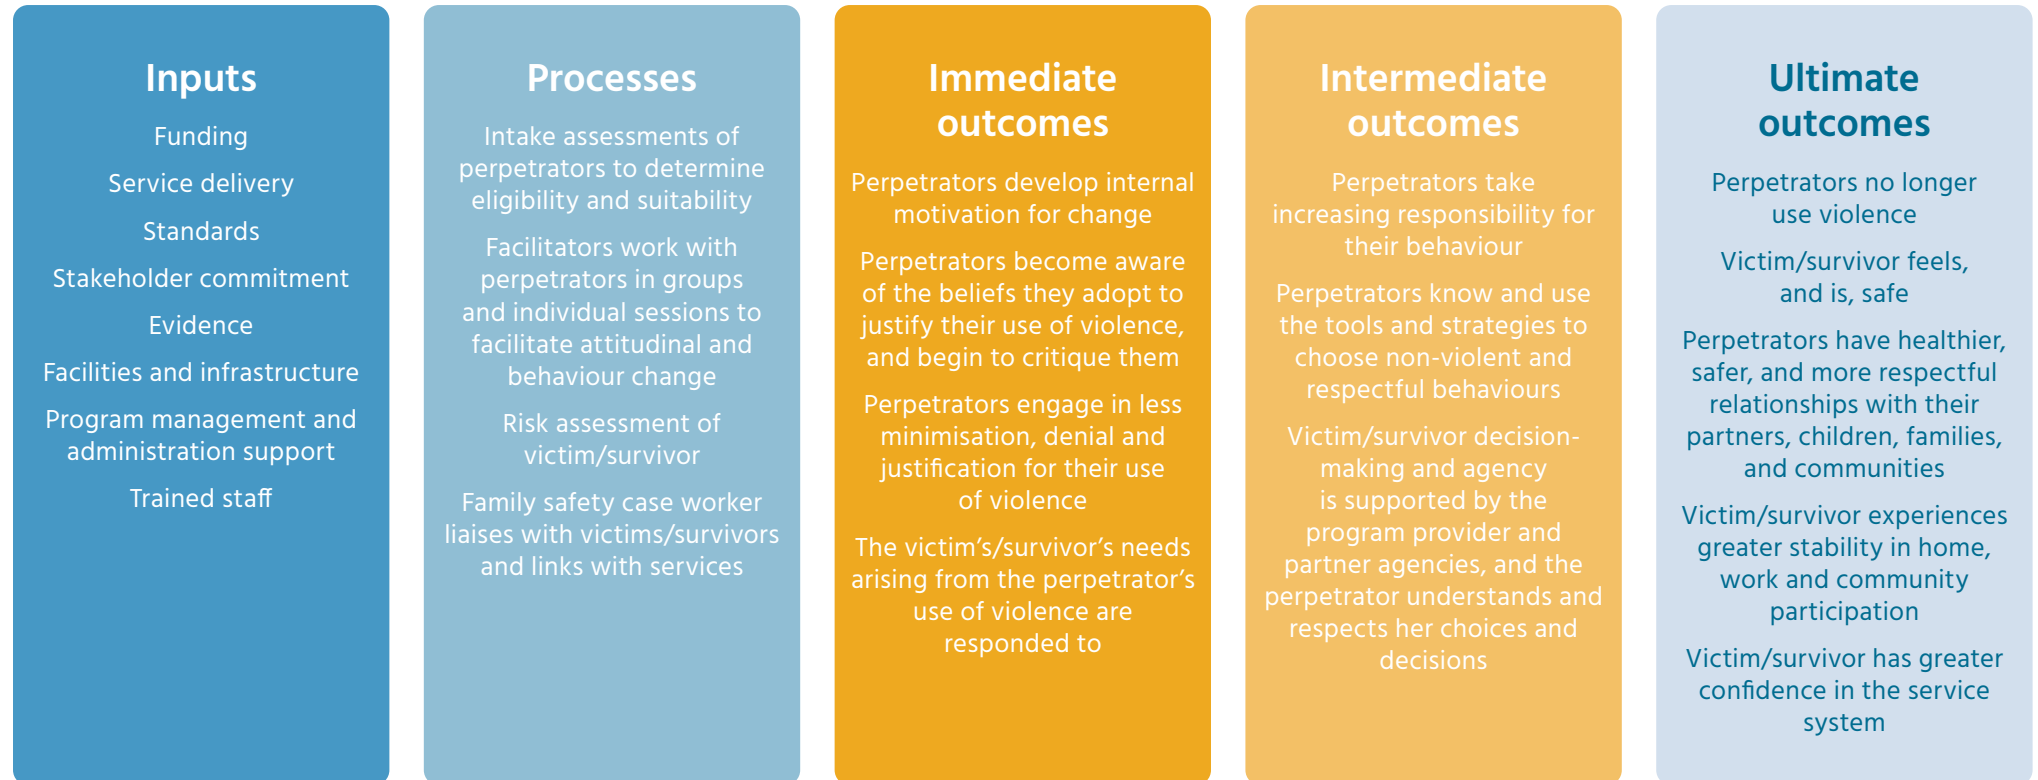 Inputs
Funding
Service delivery
Standards
Stakeholder commitment
Evidence
Facilities and infrastructure
Program management and
administration support
Trained staff
Processes
Intake assessments of
perpetrators to determine
eligibility and suitability
Facilitators work with
perpetrators in groups
and individual sessions to
facilitate attitudinal and
behaviour change
Risk assessment of
victim/survivor
Family safety case worker
liaises with victims/survivors
and links with services
Immediate
outcomes
Perpetrators develop internal
motivation for change
Perpetrators become aware
of the beliefs they adopt to
justify their use of violence,
and begin to critique them
Perpetrators engage in less
minimisation, denial and
justification for their use
of violence
The victim’s/survivor’s needs
arising from the perpetrator’s
use of violence are
responded to
Intermediate
outcomes
Perpetrators take
increasing responsibility for
their behaviour
Perpetrators know and use
the tools and strategies to
choose non-violent and
respectful behaviours
Victim/survivor decision-
making and agency
is supported by the
program provider and
partner agencies, and the
perpetrator understands and
respects her choices and
decisions
Ultimate
outcomes
Perpetrators no longer
use violence
Victim/survivor feels,
and is, safe
Perpetrators have healthier,
safer, and more respectful
relationships with their
partners, children, families,
and communities
Victim/survivor experiences
greater stability in home,
work and community
participation
Victim/survivor has greater
confidence in the service
system